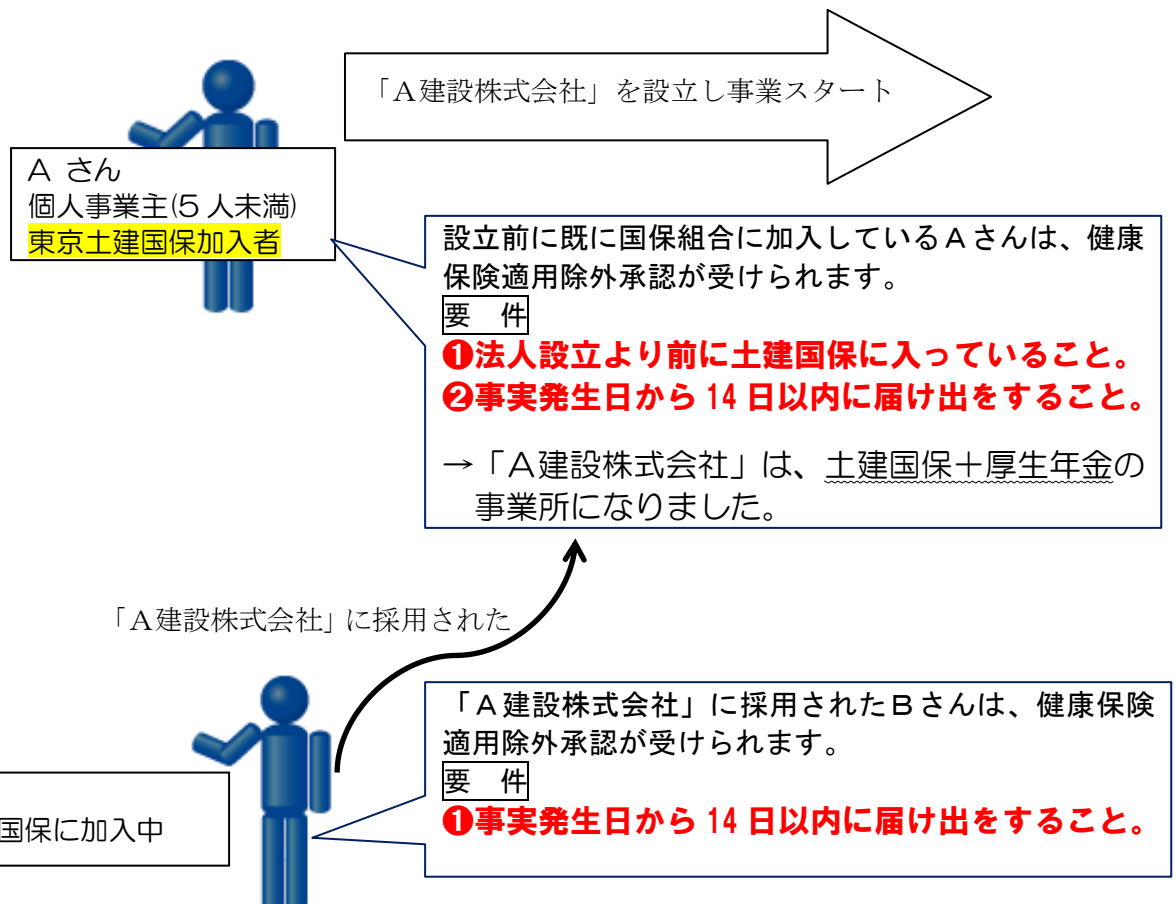 「A建設株式会社」を設立し事業スタート
A さん
個人事業主(5 人未満)
東京土建国保加入者
設立前に既に国保組合に加入しているAさんは、健康
保険適用除外承認が受けられます。
要　件
❶法人設立より前に土建国保に入っていること。
❷事実発生日から 14 日以内に届け出をすること。
→「A建設株式会社」は、土建国保＋厚生年金の
事業所になりました。
「A建設株式会社」に採用された
「A建設株式会社」に採用されたBさんは、健康保険
適用除外承認が受けられます。
要　件
❶事実発生日から 14 日以内に届け出をすること。
国保に加入中